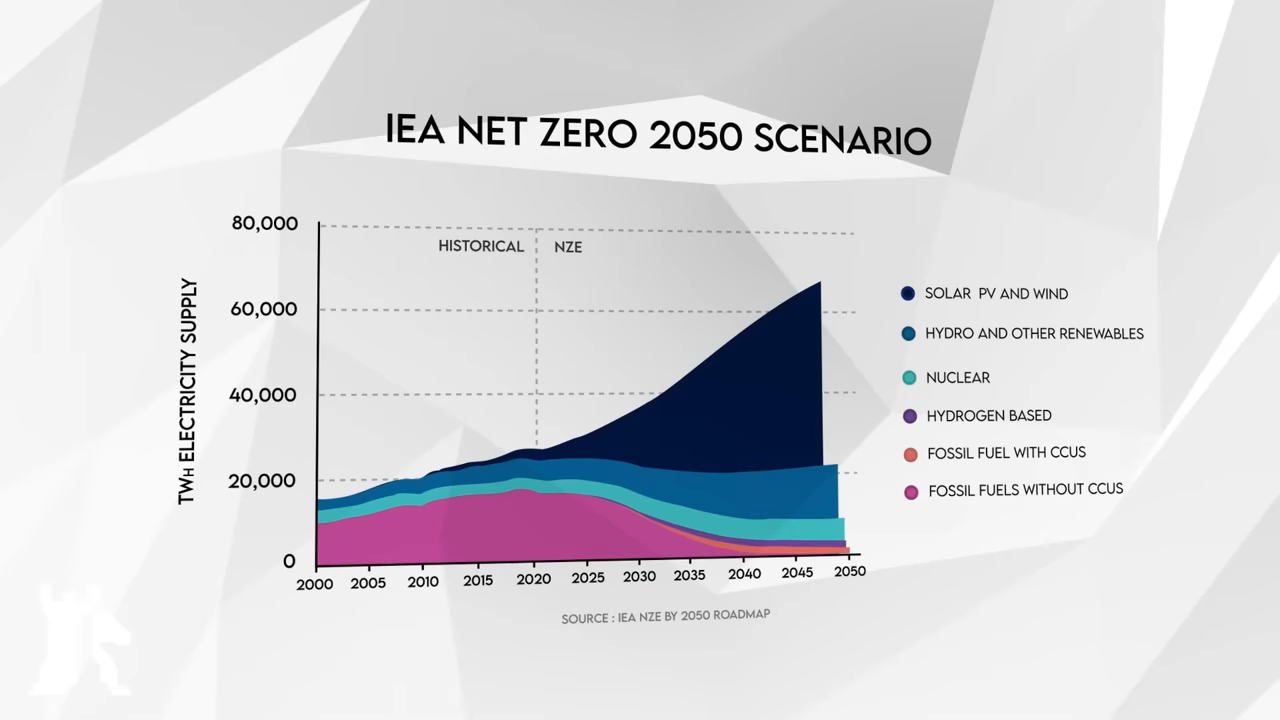 IEA NET ZERO 2050 SCENARIO
80,000
HISTORICAL NZE
60,000
40,000
20,000
0
TWH ELECTRICITY SUPPLY
2000 2005 2010 2015 2020 2025 2030 2035 2040 2045 2050
SOLAR PV AND WIND
HYDRO AND OTHER RENEWABLES
NUCLEAR
HYDROGEN BASED
FOSSIL FUEL WITH CCUS
FOSSIL FUELS WITHOUT CCUS
SOURCE : IEA NZE BY 2050 ROADMAP